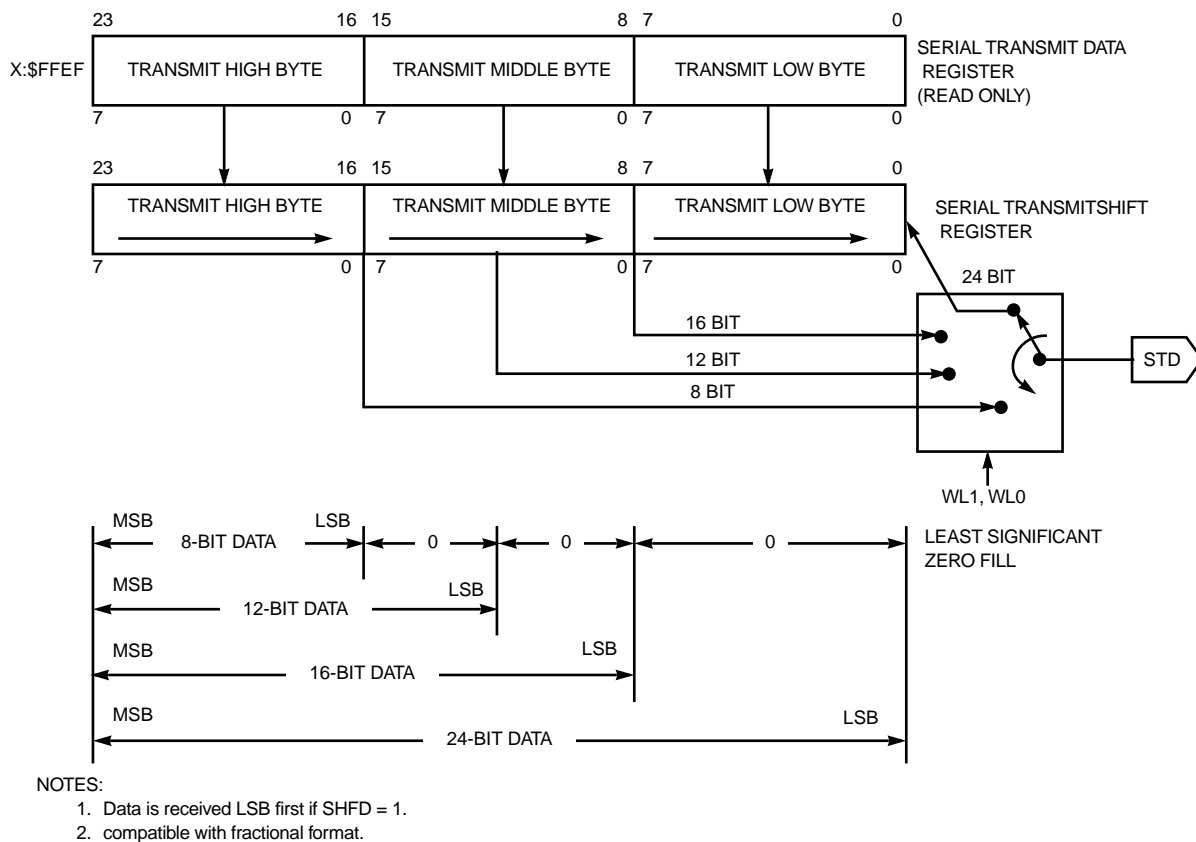 23 16 15 8 7 0
X:$FFEF TRANSMIT HIGH BYTE TRANSMIT MIDDLE BYTE TRANSMIT LOW BYTE
SERIAL TRANSMIT DATA
REGISTER
(READ ONLY)
7 0 7 0 7 0
23 16 15 8 7 0
TRANSMIT HIGH BYTE TRANSMIT MIDDLE BYTE TRANSMIT LOW BYTE
SERIAL TRANSMITSHIFT
REGISTER
7 0 7 0 7 0
24 BIT
16 BIT
12 BIT
8 BIT
STD
WL1, WL0
MSB LSB
8-BIT DATA 0 0 0
LEAST SIGNIFICANT
ZERO FILL
MSB LSB
12-BIT DATA
MSB LSB
16-BIT DATA
MSB LSB
24-BIT DATA
NOTES:
1. Data is received LSB first if SHFD = 1.
2. compatible with fractional format.